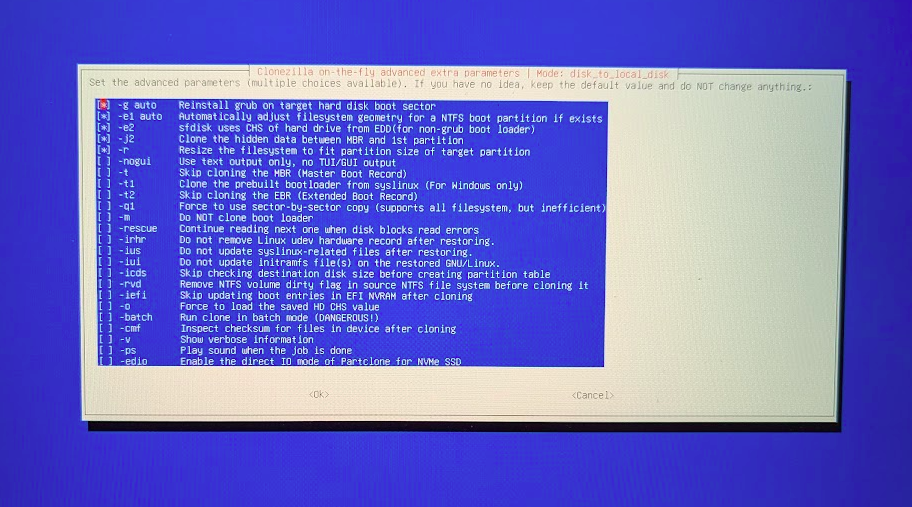 Clonezilla on-the-fly advanced extra parameters | Mode: disk_to_local_disk
Set the advanced parameters (multiple choices available). If you have no idea, keep the default value and do NOT change anything.:
[*] -g auto Reinstall grub on target hard disk boot sector
[*] -e1 auto Automatically adjust filesystem geometry for a NTFS boot partition if exists
[*] -e2 sfdisk uses CHS of hard drive from EDD(for non-grub boot loader)
[*] -j2 Clone the hidden data between MBR and 1st partition
[*] -r Resize the filesystem to fit partition size of target partition
[ ] -nogui Use text output only, no TUI/GUI output
[ ] -t Skip cloning the MBR (Master Boot Record)
[ ] -t1 Clone the prebuilt bootloader from syslinux (For Windows only)
[ ] -t2 Skip cloning the EBR (Extended Boot Record)
[ ] -q1 Force to use sector-by-sector copy (supports all filesystem, but inefficient)
[ ] -m Do NOT clone boot loader
[ ] -rescue Continue reading next one when disk blocks read errors
[ ] -irhr Do not remove Linux udev hardware record after restoring.
[ ] -ius Do not update syslinux-related files after restoring.
[ ] -iui Do not update initramfs file(s) on the restored GNU/Linux.
[ ] -icds Skip checking destination disk size before creating partition table
[ ] -rvd Remove NTFS volume dirty flag in source NTFS file system before cloning it
[ ] -iefi Skip updating boot entries in EFI NVRAM after cloning
[ ] -o Force to load the saved HD CHS value
[ ] -batch Run clone in batch mode (DANGEROUS!)
[ ] -cmf Inspect checksum for files in device after cloning
[ ] -v Show verbose information
[ ] -ps Play sound when the job is done
[ ] -edio Enable the direct IO mode of Partclone for NVMe SSD
<Ok> <Cancel>